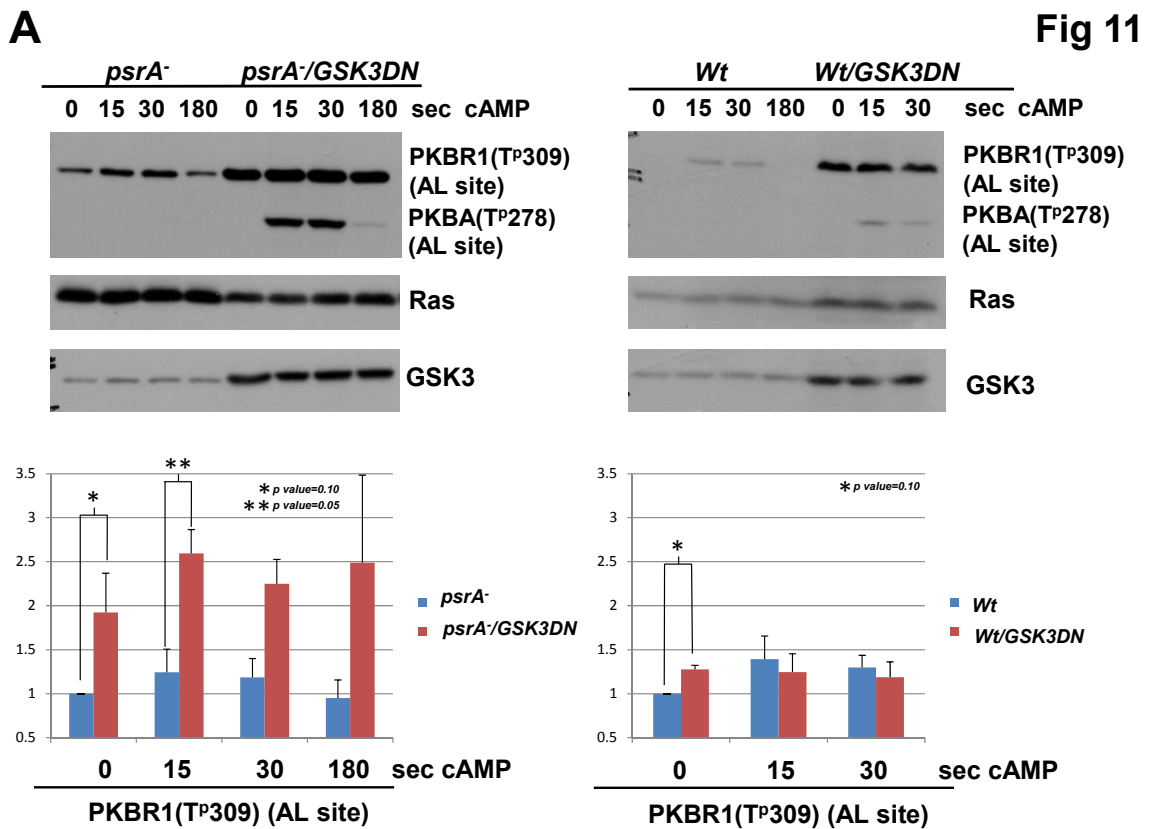 A
Fig 11
psrA- psrA-/GSK3DN
0 15 30 180 0 15 30 180 sec cAMP
PKBR1(Tp309)
(AL site)
PKBA(Tp278)
(AL site)
Ras
GSK3
Wt Wt/GSK3DN
0 15 30 180 0 15 30 sec cAMP
PKBR1(Tp309)
(AL site)
PKBA(Tp278)
(AL site)
Ras
GSK3
3.5
3
2.5
2
1.5
1
0.5
*
**
* p value=0.10
** p value=0.05
psrA-
psrA-/GSK3DN
0 15 30 180 sec cAMP
PKBR1(Tp309) (AL site)
3.5
3
2.5
2
1.5
1
0.5
*
* p value=0.10
Wt
Wt/GSK3DN
0 15 30 sec cAMP
PKBR1(Tp309) (AL site)